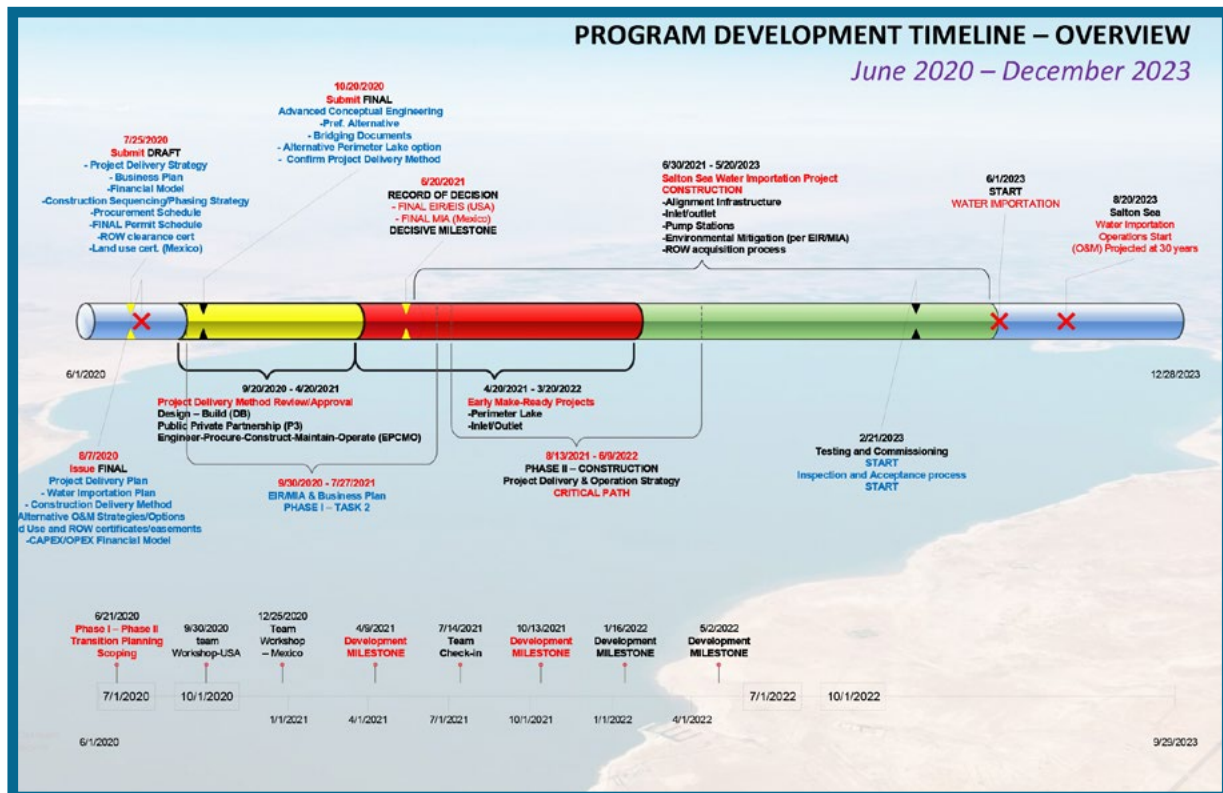 PROGRAM DEVELOPMENT TIMELINE – OVERVIEW
June 2020 – December 2023
10/20/2020
Submit FINAL
Advanced Conceptual Engineering
-Pref. Alternative
- Bridging Documents
- Alternative Perimeter Lake option
- Confirm Project Delivery Method
7/25/2020
Submit DRAFT
- Project Delivery Strategy
- Business Plan
-Financial Model
-Construction Sequencing/Phasing Strategy
-Procurement Schedule
-FINAL Permit Schedule
-ROW clearance cert
-Land use cert. (Mexico)
6/20/2021
RECORD OF DECISION
- FINAL EIR/EIS (USA)
- FINAL MIA (Mexico)
DECISIVE MILESTONE
6/30/2021 - 5/20/2023
Salton Sea Water Importation Project
CONSTRUCTION
-Alignment Infrastructure
-Inlet/outlet
-Pump Stations
-Environmental Mitigation (per EIR/MIA)
-ROW acquisition process
6/1/2023
START
WATER IMPORTATION
8/20/2023
Salton Sea
Water Importation
Operations Start
(O&M) Projected at 30 years
6/1/2020
12/28/2023
9/20/2020 - 4/20/2021
Project Delivery Method Review/Approval
Design – Build (DB)
Public Private Partnership (P3)
Engineer-Procure-Construct-Maintain-Operate (EPCMO)
4/20/2021 - 3/20/2022
Early Make-Ready Projects
-Perimeter Lake
-Inlet/Outlet
8/7/2020
Issue FINAL
Project Delivery Plan
- Water Importation Plan
- Construction Delivery Method
Alternative O&M Strategies/Options
d Use and ROW certificates/easements
-CAPEX/OPEX Financial Model
9/30/2020 - 7/27/2021
EIR/MIA & Business Plan
PHASE I – TASK 2
8/13/2021 - 6/9/2022
PHASE II – CONSTRUCTION
Project Delivery & Operation Strategy
CRITICAL PATH
2/21/2023
Testing and Commissioning
START
Inspection and Acceptance process
START
6/21/2020
Phase I – Phase II
Transition Planning
Scoping
9/30/2020
team
Workshop-USA
12/25/2020
Team
Workshop
– Mexico
4/9/2021
Development
MILESTONE
7/14/2021
Team
Check-in
10/13/2021
Development
MILESTONE
1/16/2022
Development
MILESTONE
5/2/2022
Development
MILESTONE
7/1/2020
10/1/2020
1/1/2021
4/1/2021
7/1/2021
10/1/2021
1/1/2022
4/1/2022
7/1/2022
10/1/2022
6/1/2020
9/29/2023